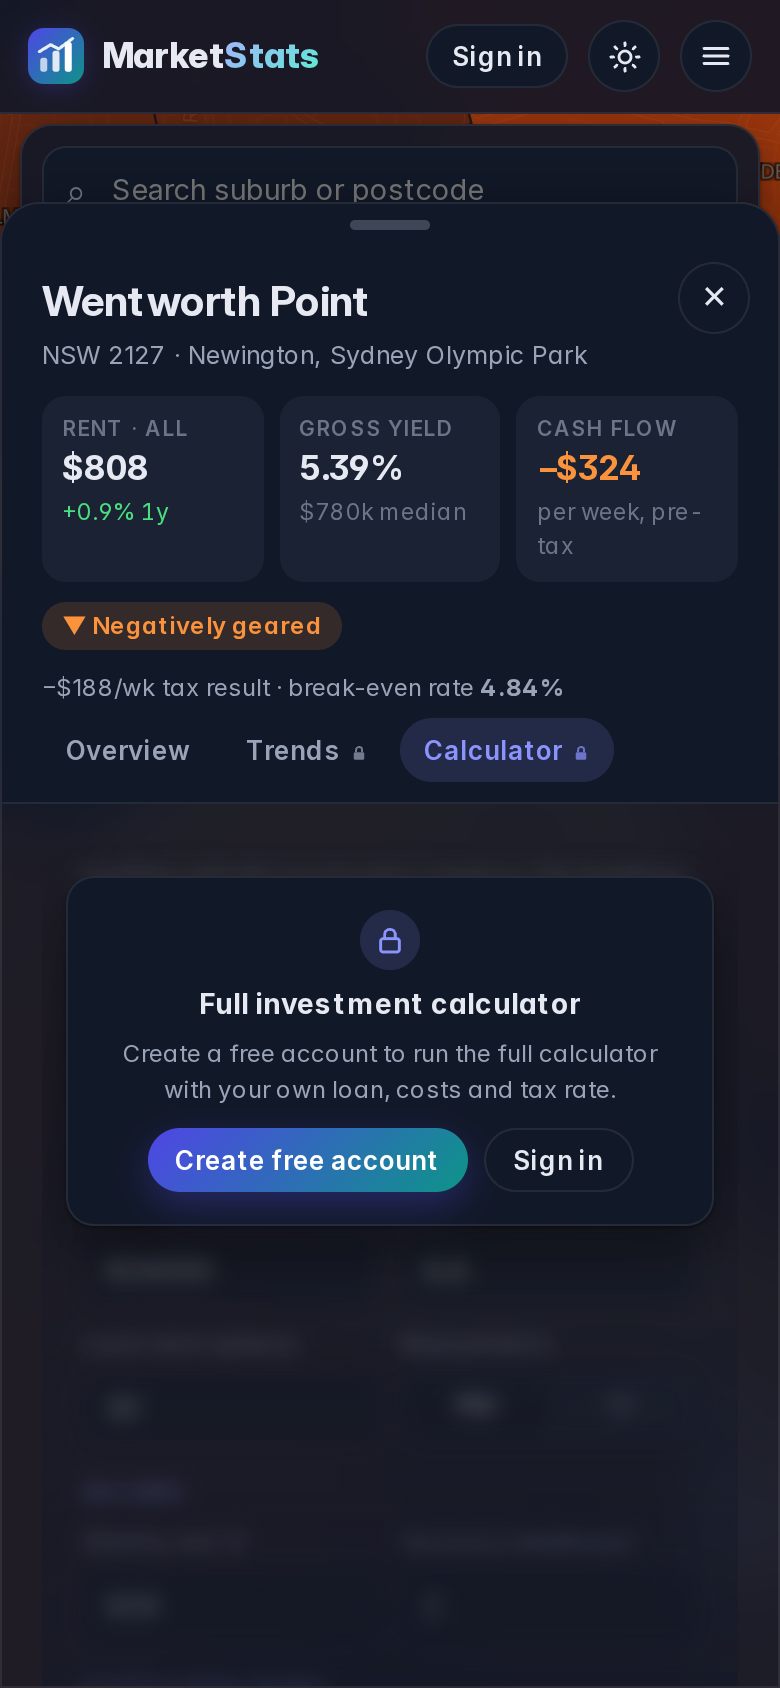 MarketStats
Sign in
Search suburb or postcode
Wentworth Point
NSW 2127 · Newington, Sydney Olympic Park
RENT · ALL
$808
+0.9% 1y
GROSS YIELD
5.39%
$780k median
CASH FLOW
−$324
per week, pre-
tax
▼ Negatively geared
−$188/wk tax result · break-even rate 4.84%
Overview
Trends
Calculator
Full investment calculator
Create a free account to run the full calculator
with your own loan, costs and tax rate.
Create free account
Sign in